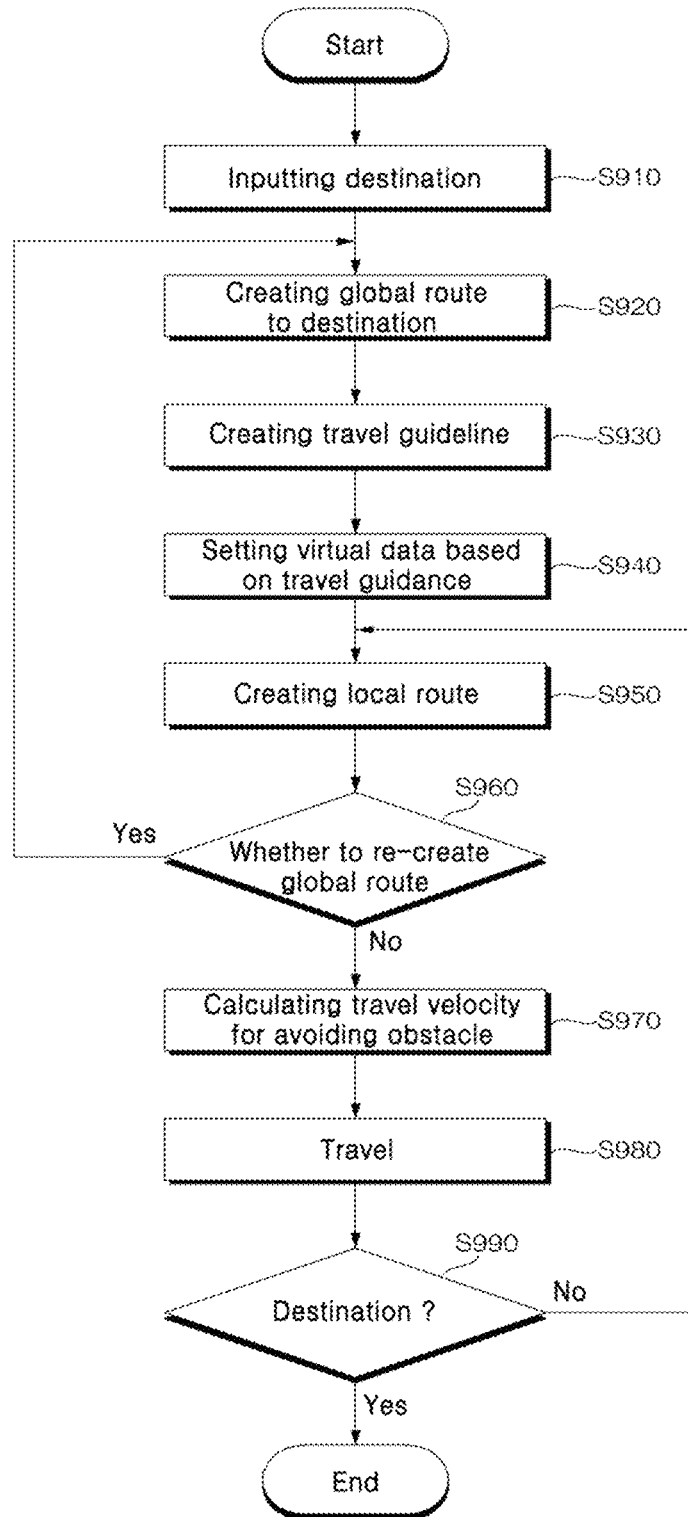 Start
Inputting destination
S910
Creating global route
to destination
S920
Creating travel guideline
S930
Setting virtual data based
on travel guidance
S940
Creating local route
S950
S960
Yes
Whether to re-create
global route
No
Calculating travel velocity
for avoiding obstacle
S970
Travel
S980
S990
Destination ?
No
Yes
End